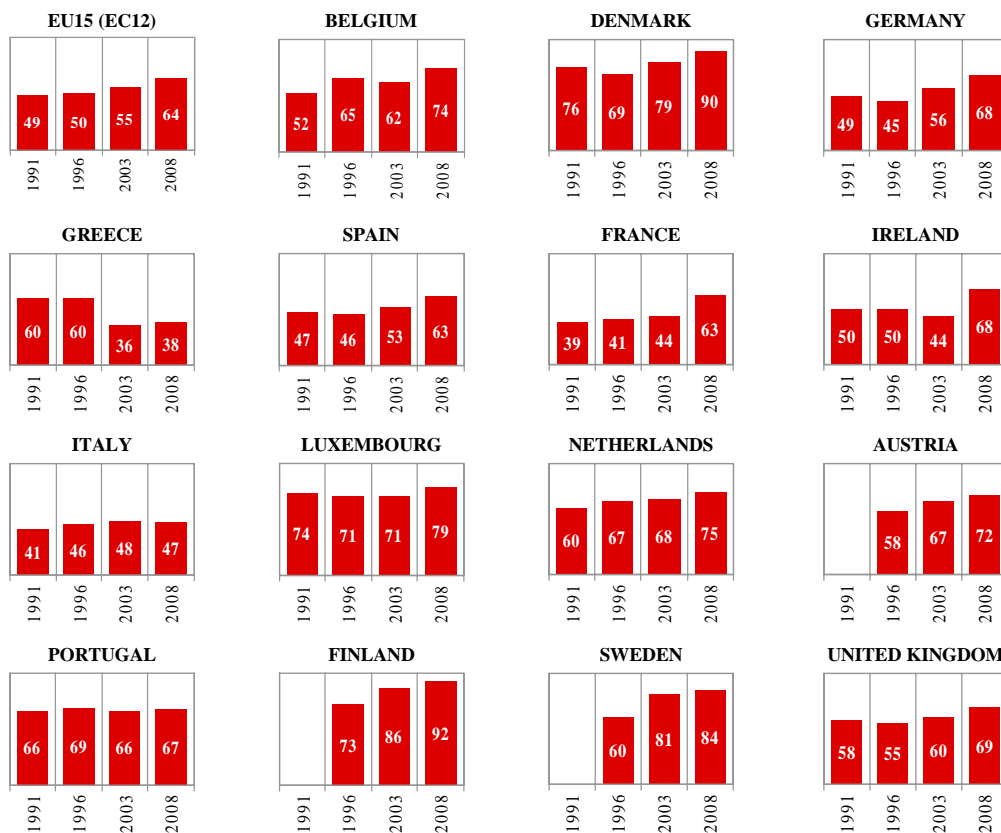 EU15 (EC12) BELGIUM DENMARK GERMANY
49 50 55 64 52 65 62 74 76 69 79 90 49 45 56 68
1991 1996 2003 2008 1991 1996 2003 2008 1991 1996 2003 2008 1991 1996 2003 2008
GREECE SPAIN FRANCE IRELAND
60 60 36 38 47 46 53 63 39 41 44 63 50 50 44 68
1991 1996 2003 2008 1991 1996 2003 2008 1991 1996 2003 2008 1991 1996 2003 2008
ITALY LUXEMBOURG NETHERLANDS AUSTRIA
41 46 48 47 74 71 71 79 60 67 68 75 58 67 72
1991 1996 2003 2008 1991 1996 2003 2008 1991 1996 2003 2008 1991 1996 2003 2008
PORTUGAL FINLAND SWEDEN UNITED KINGDOM
66 69 66 67 73 86 92 60 81 84 58 55 60 69
1991 1996 2003 2008 1991 1996 2003 2008 1991 1996 2003 2008 1991 1996 2003 2008